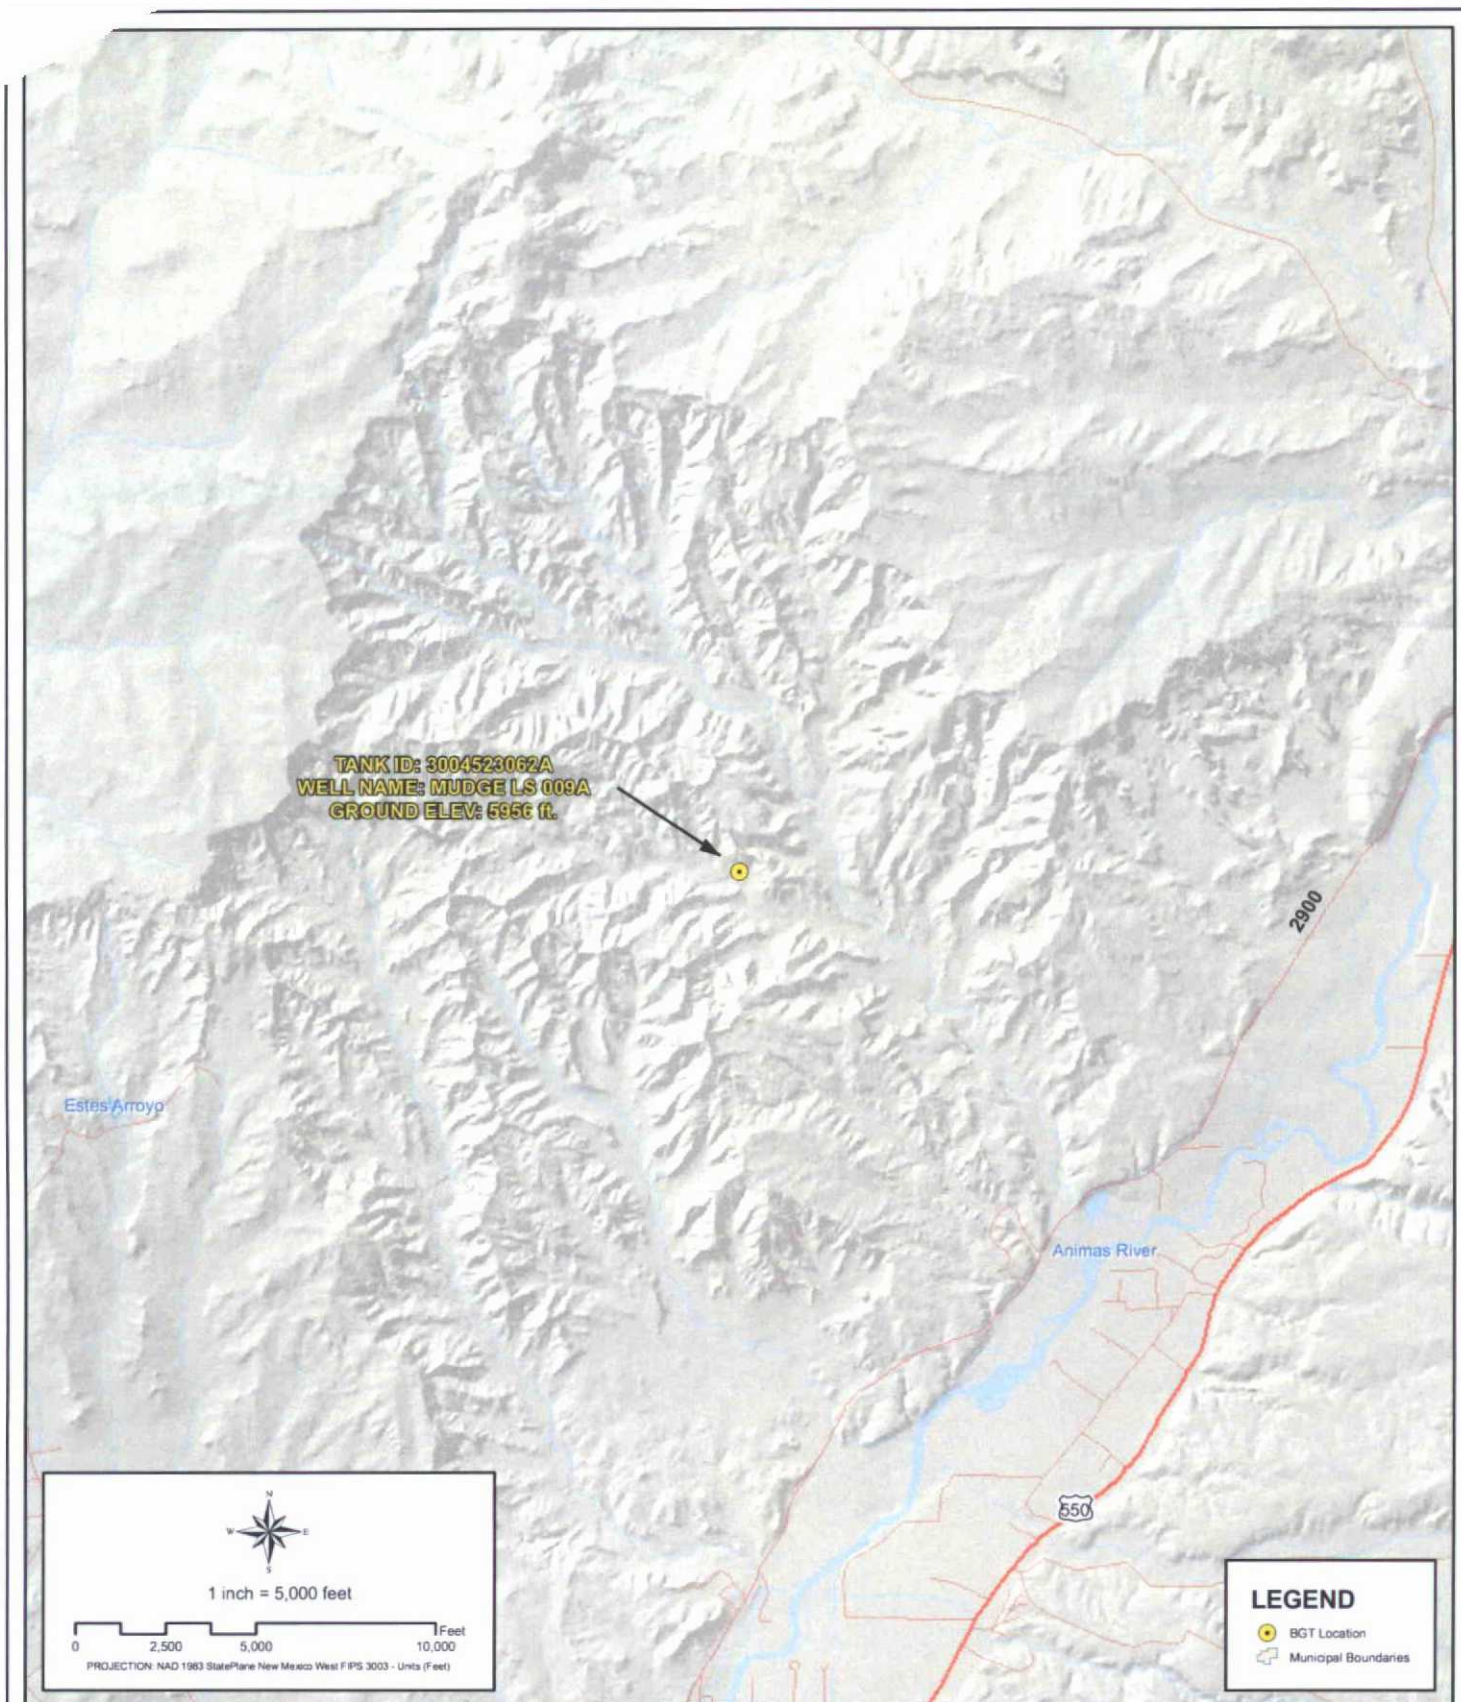 TANK ID: 3004523062A
WELL NAME: MUDGE LS 009A
GROUND ELEV: 5956 ft.
2900
Estes Arroyo
Animas River
550
N
W E
S
1 inch = 5,000 feet
Feet
0 2,500 5,000 10,000
PROJECTION: NAD 1983 StatePlane New Mexico West FIPS 3003 - Units (Feet)
LEGEND
BGT Location
Municipal Boundaries